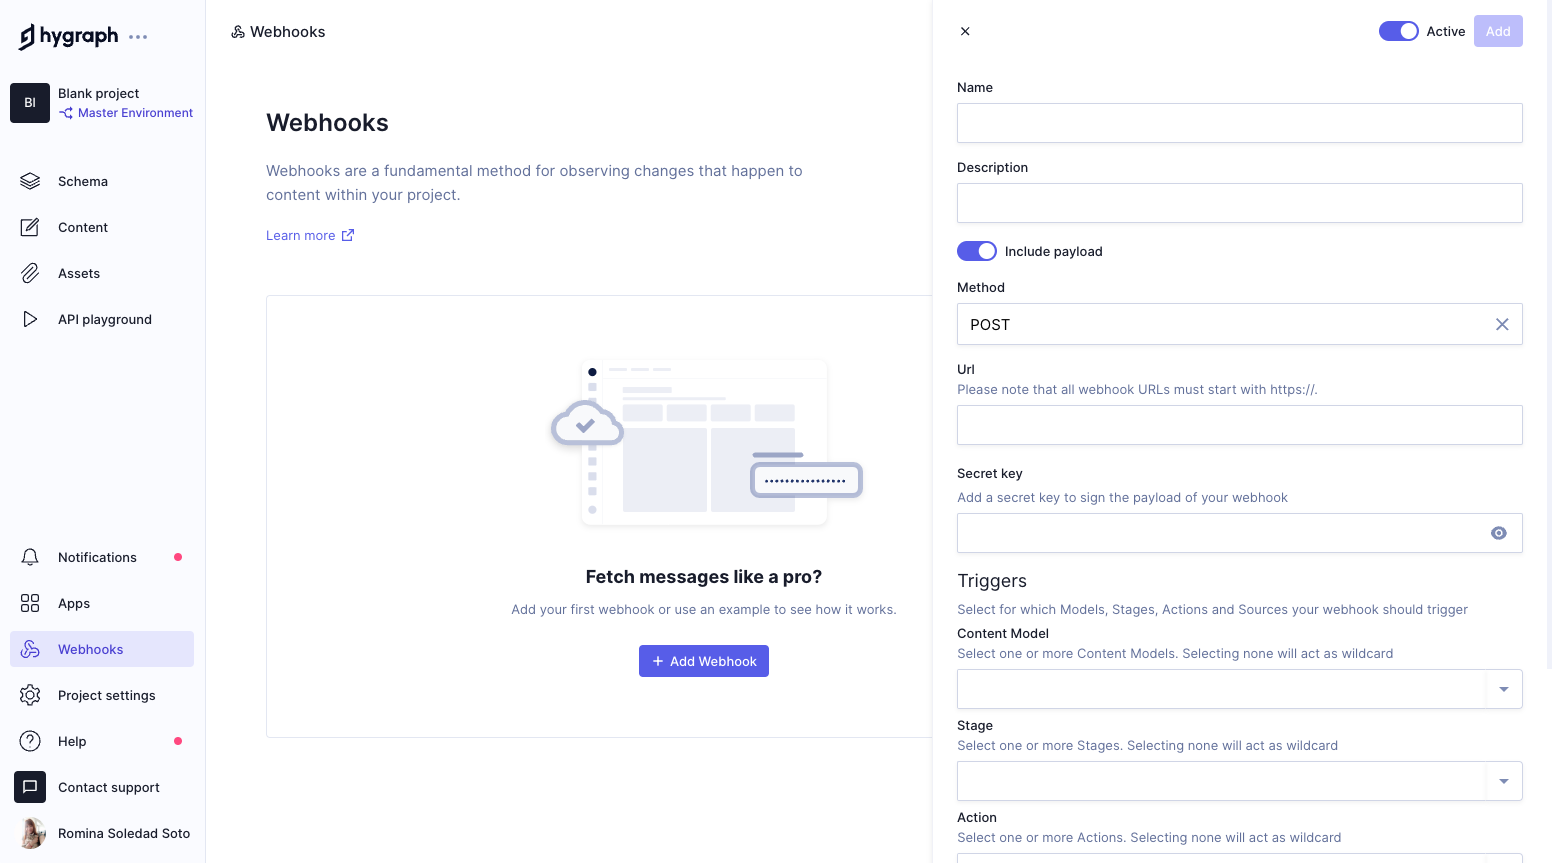 hygraph
BI
Blank project
Master Environment
Schema
Content
Assets
API playground
Notifications
Apps
Webhooks
Project settings
Help
Contact support
Romina Soledad Soto
Webhooks
Webhooks
Webhooks are a fundamental method for observing changes that happen to
content within your project.
Learn more
Fetch messages like a pro?
Add your first webhook or use an example to see how it works.
+ Add Webhook
Active
Add
Name
Description
Include payload
Method
POST
Url
Please note that all webhook URLs must start with https://.
Secret key
Add a secret key to sign the payload of your webhook
Triggers
Select for which Models, Stages, Actions and Sources your webhook should trigger
Content Model
Select one or more Content Models. Selecting none will act as wildcard
Stage
Select one or more Stages. Selecting none will act as wildcard
Action
Select one or more Actions. Selecting none will act as wildcard